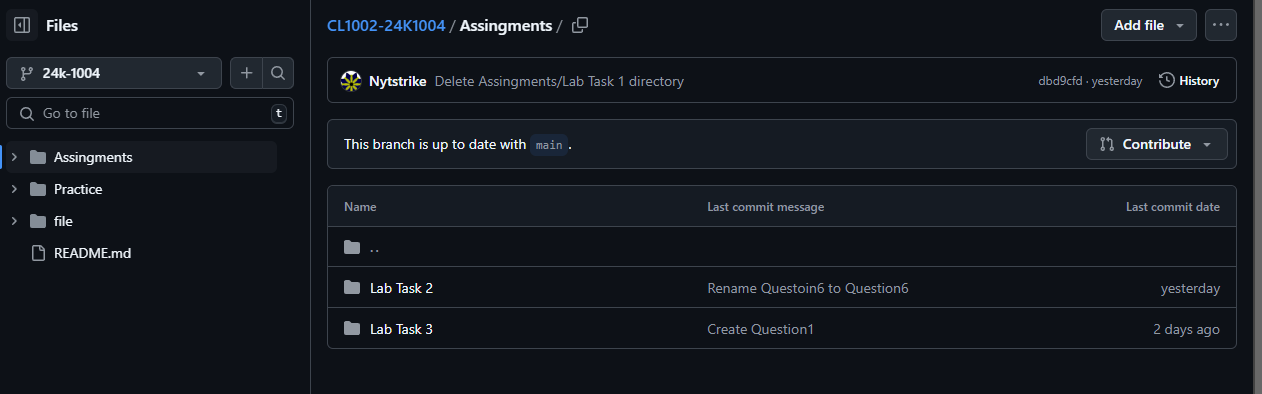 Files
24k-1004
Go to file
t
Assingments
Practice
file
README.md
CL1002-24K1004 / Assingments /
Add file
Nytstrike Delete Assingments/Lab Task 1 directory
dbd9cfd · yesterday
History
This branch is up to date with main .
Contribute
Name Last commit message Last commit date
..
Lab Task 2 Rename Questoin6 to Question6 yesterday
Lab Task 3 Create Question1 2 days ago